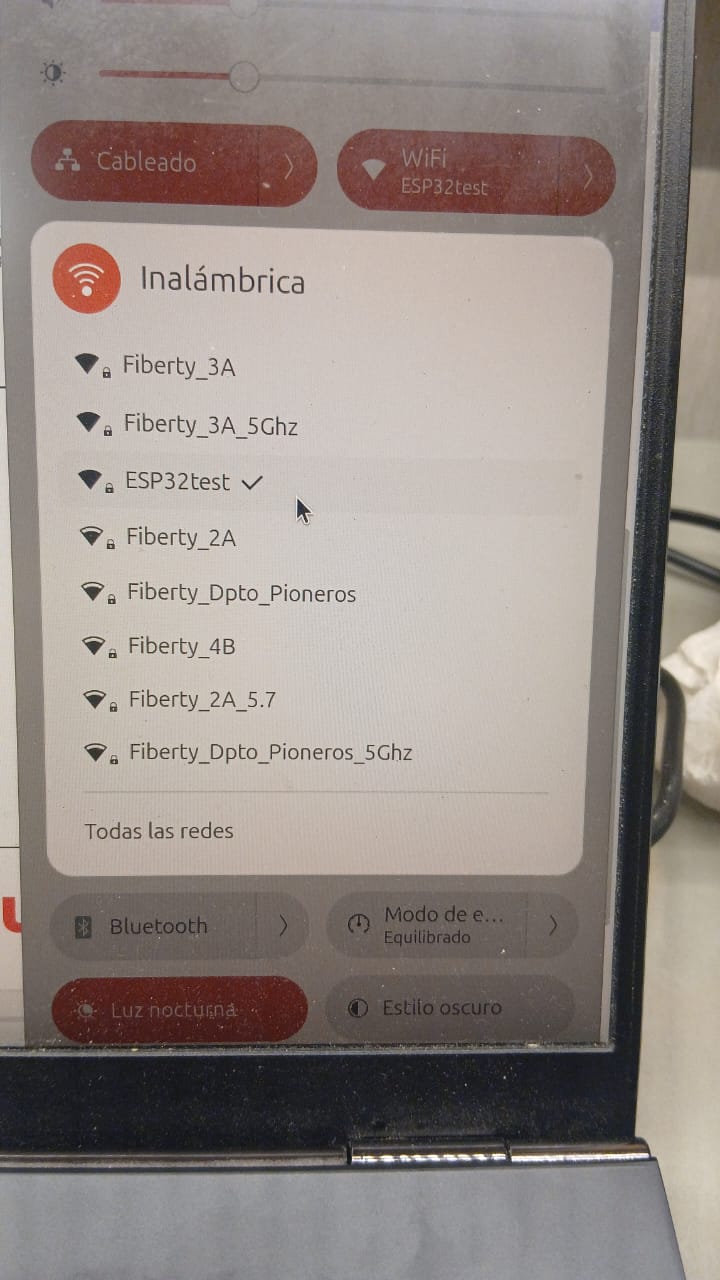 Cableado
WiFi
ESP32test
Inalámbrica
Fiberty_3A
Fiberty_3A_5Ghz
ESP32test
Fiberty_2A
Fiberty_Dpto_Pioneros
Fiberty_4B
Fiberty_2A_5.7
Fiberty_Dpto_Pioneros_5Ghz
Todas las redes
Bluetooth
Modo de e...
Equilibrado
Luz nocturna
Estilo oscuro